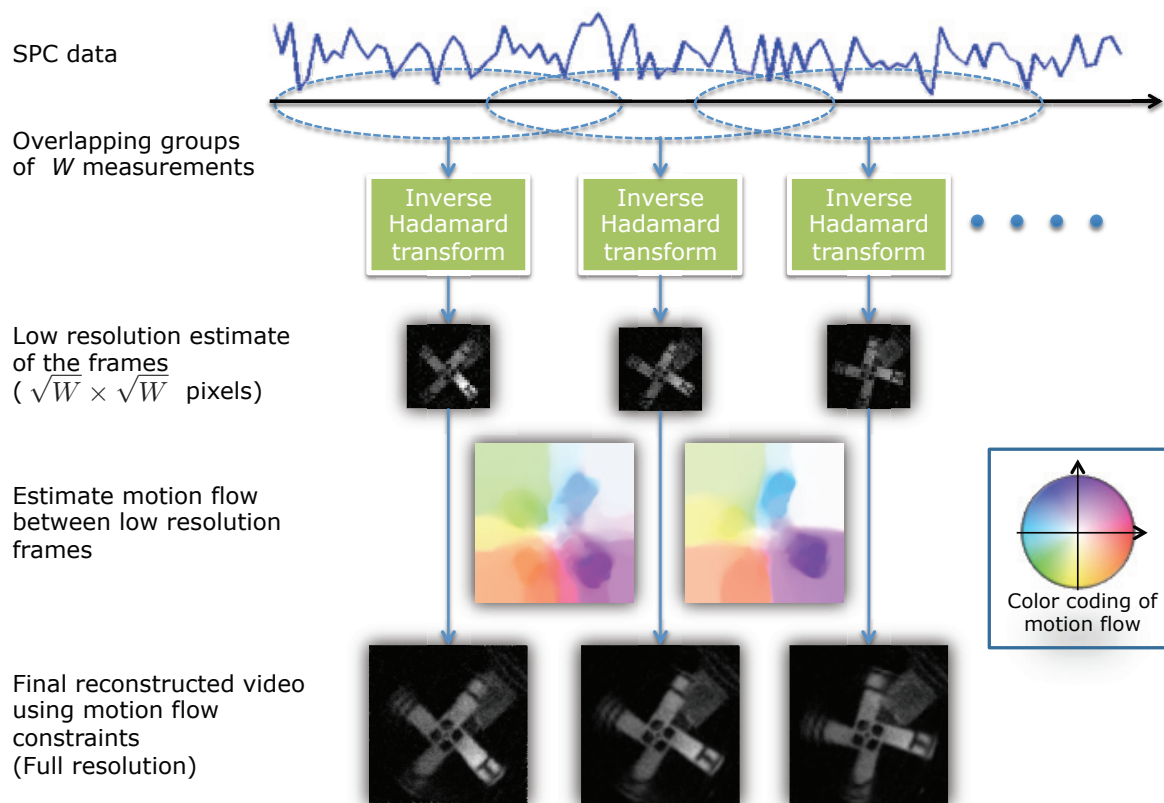 SPC data
Overlapping groups
of W measurements
Inverse
Hadamard
transform
Inverse
Hadamard
transform
Inverse
Hadamard
transform
Low resolution estimate
of the frames
( √W × √W pixels)
Estimate motion flow
between low resolution
frames
Color coding of
motion flow
Final reconstructed video
using motion flow
constraints
(Full resolution)